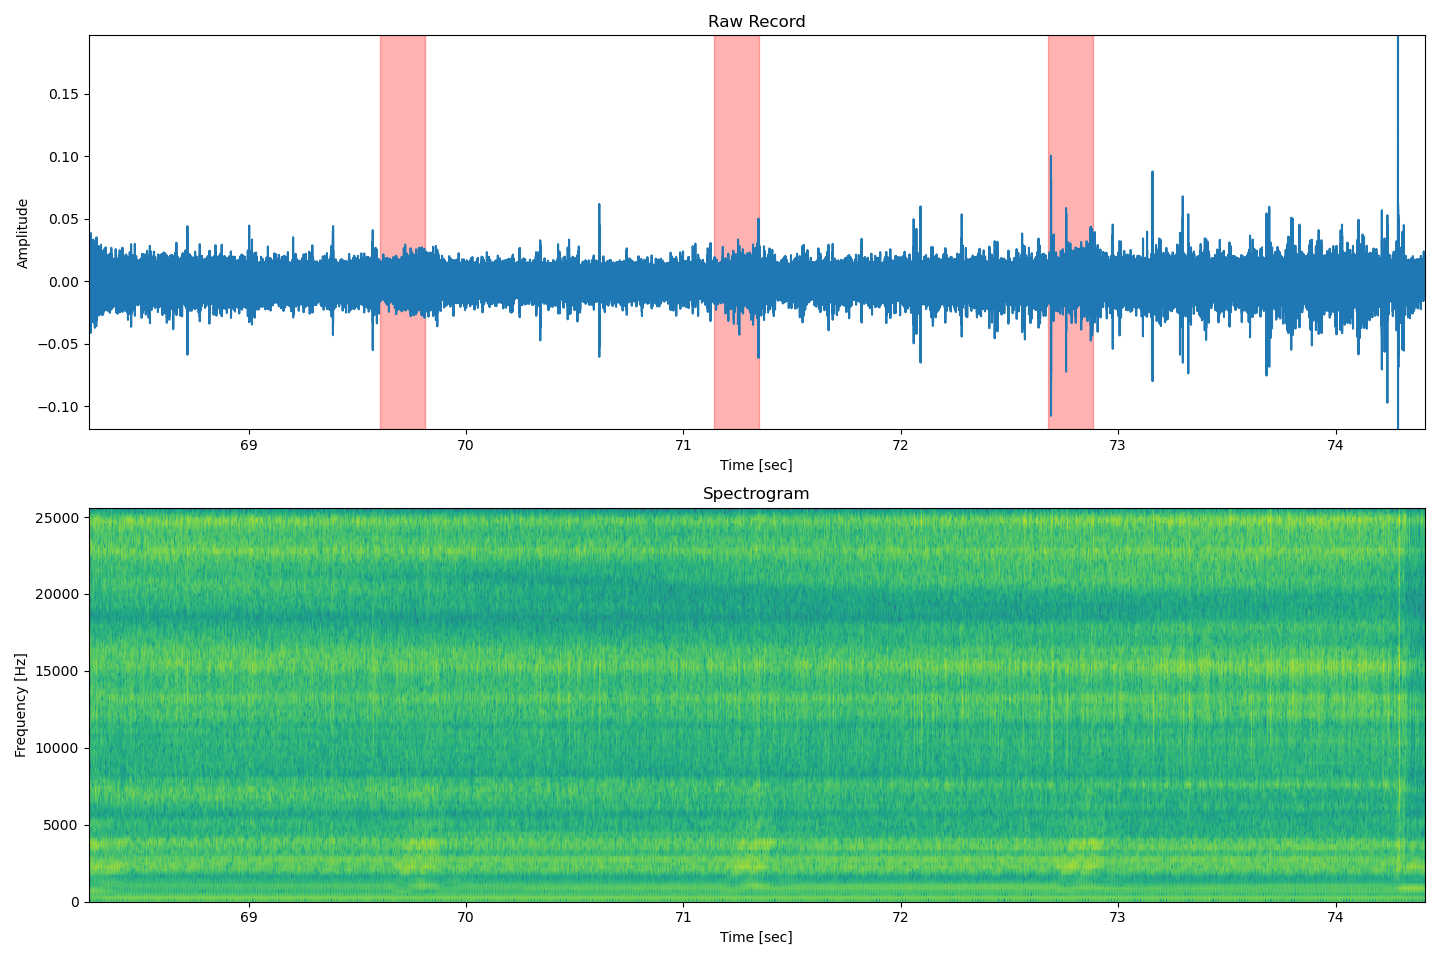 Raw Record
0.15
0.10
0.05
0.00
−0.05
−0.10
Amplitude
69 70 71 72 73 74
Time [sec]
Spectrogram
25000
20000
15000
10000
5000
0
Frequency [Hz]
69 70 71 72 73 74
Time [sec]